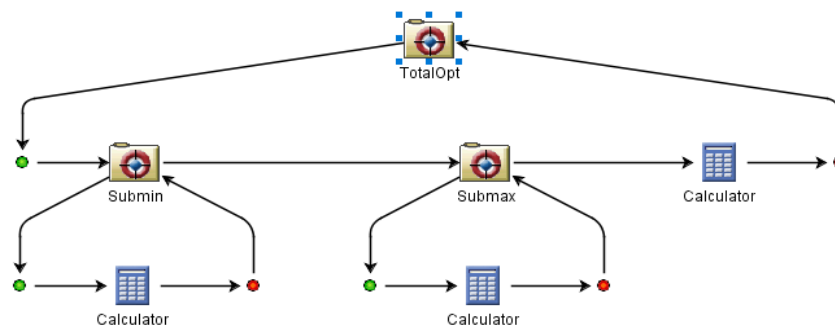 TotalOpt
Submin
Submax
Calculator
Calculator
Calculator